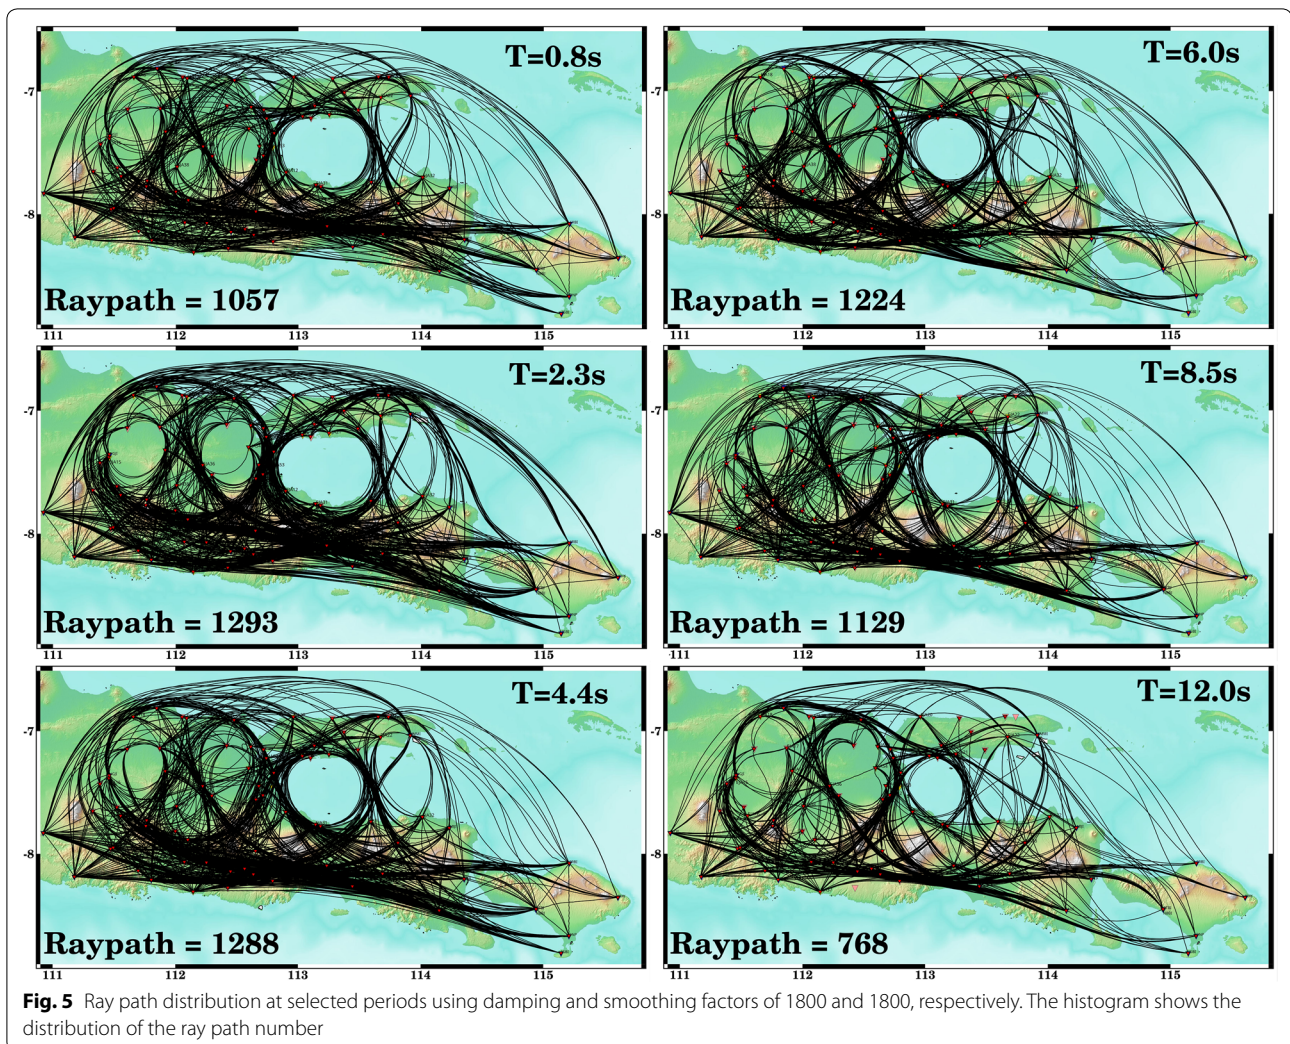 T=0.8s
-7
-8
Raypath = 1057
111 112 113 114 115
T=6.0s
-7
-8
Raypath = 1224
111 112 113 114 115
T=2.3s
-7
-8
Raypath = 1293
111 112 113 114 115
T=8.5s
-7
-8
Raypath = 1129
111 112 113 114 115
T=4.4s
-7
-8
Raypath = 1288
111 112 113 114 115
T=12.0s
-7
-8
Raypath = 768
111 112 113 114 115
Fig. 5 Ray path distribution at selected periods using damping and smoothing factors of 1800 and 1800, respectively. The histogram shows the
distribution of the ray path number